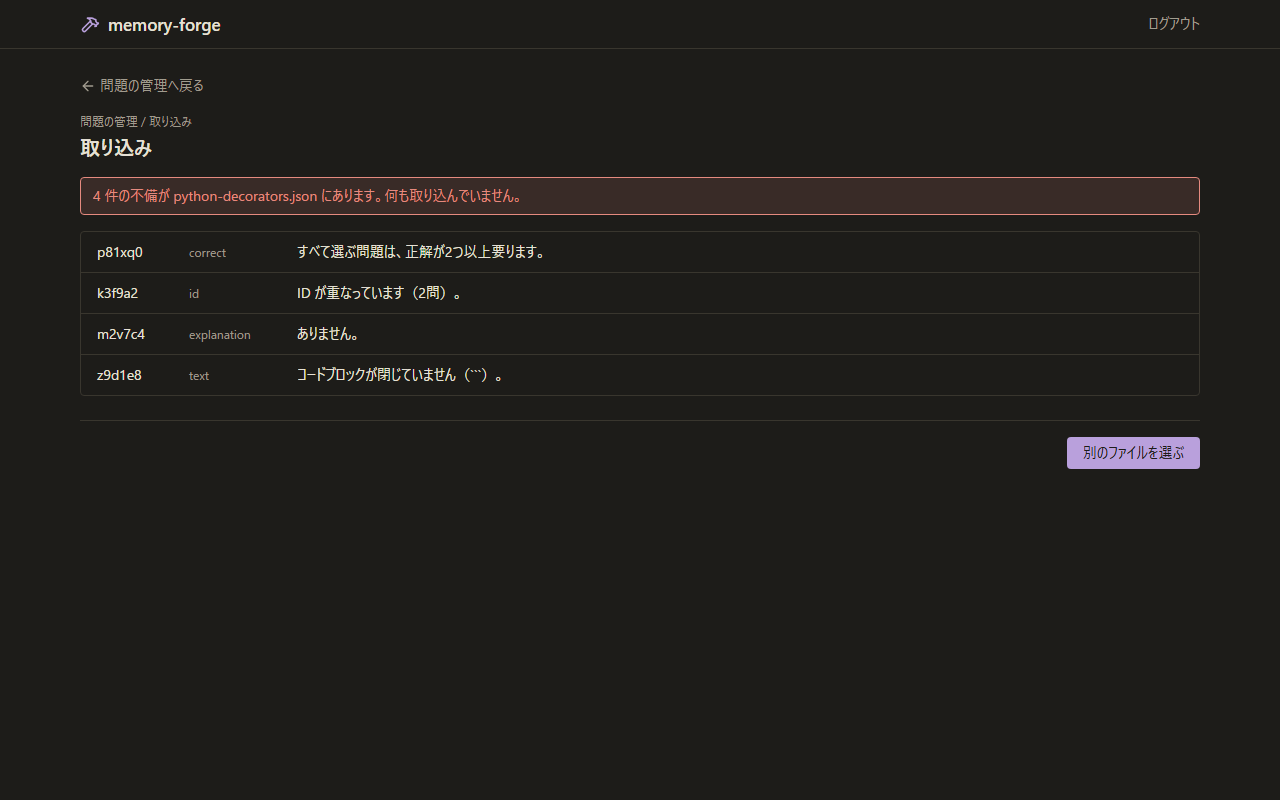 memory-forge
ログアウト
← 問題の管理へ戻る
問題の管理 / 取り込み
取り込み
4 件の不備が python-decorators.json にあります。何も取り込んでいません。
p81xq0 correct すべて選ぶ問題は、正解が2つ以上要ります。
k3f9a2 id ID が重なっています（2問）。
m2v7c4 explanation ありません。
z9d1e8 text コードブロックが閉じていません（```）。
別のファイルを選ぶ